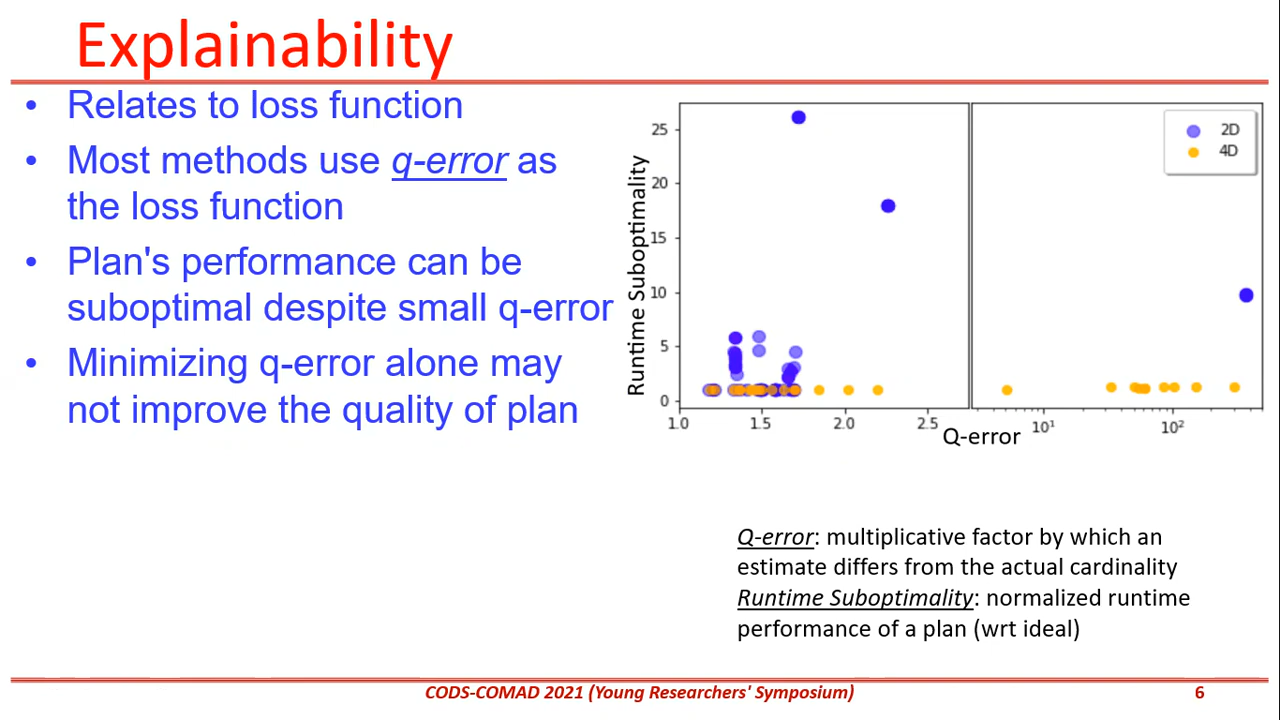 Explainability
• Relates to loss function
• Most methods use q-error as
the loss function
• Plan's performance can be
suboptimal despite small q-error
• Minimizing q-error alone may
not improve the quality of plan
Runtime Suboptimality
25
20
15
10
5
0
1.0 1.5 2.0 2.5
10¹ 10²
Q-error
2D
4D
Q-error: multiplicative factor by which an
estimate differs from the actual cardinality
Runtime Suboptimality: normalized runtime
performance of a plan (wrt ideal)
CODS-COMAD 2021 (Young Researchers' Symposium) 6